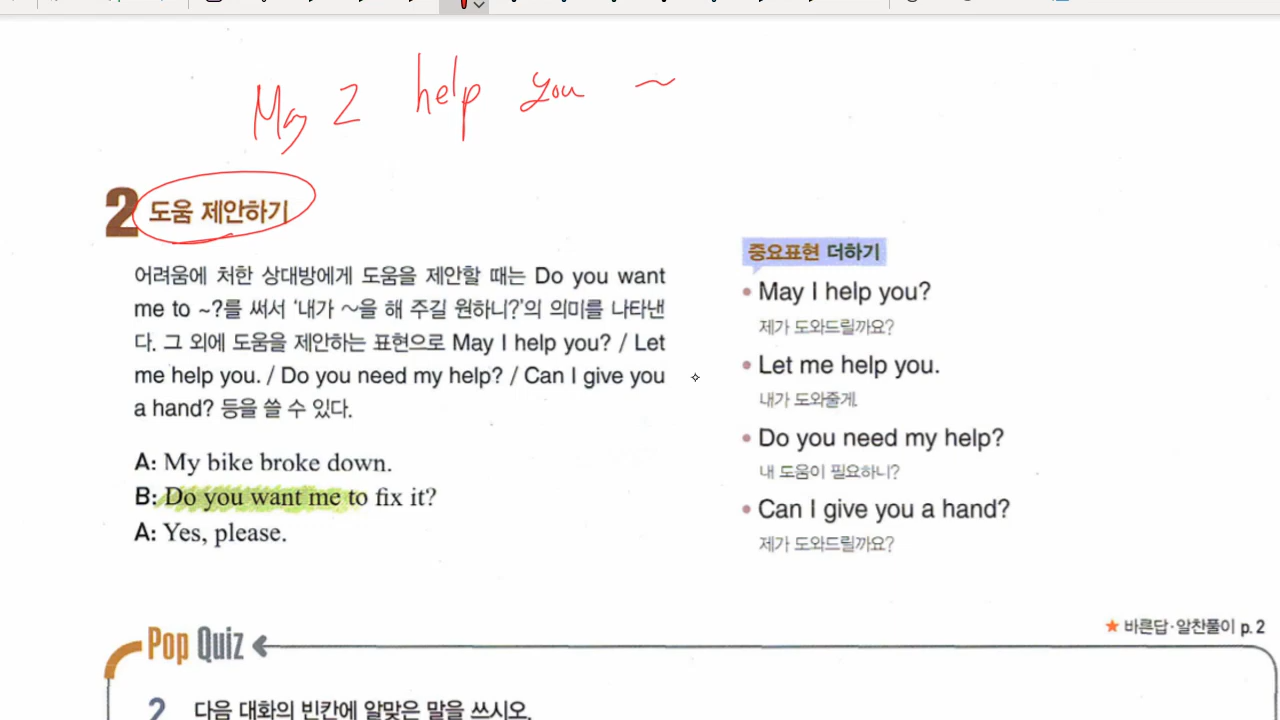 May I help you ~
2 도움 제안하기
어려움에 처한 상대방에게 도움을 제안할 때는 Do you want
me to ~?를 써서 ‘내가 ～을 해 주길 원하니?’의 의미를 나타낸
다. 그 외에 도움을 제안하는 표현으로 May I help you? / Let
me help you. / Do you need my help? / Can I give you
a hand? 등을 쓸 수 있다.
A: My bike broke down.
B: Do you want me to fix it?
A: Yes, please.
중요표현 더하기
• May I help you?
제가 도와드릴까요?
• Let me help you.
내가 도와줄게.
• Do you need my help?
내 도움이 필요하니?
• Can I give you a hand?
제가 도와드릴까요?
★ 바른답·알찬풀이 p. 2
Pop Quiz
2 다음 대화의 빈칸에 알맞은 말을 쓰시오.